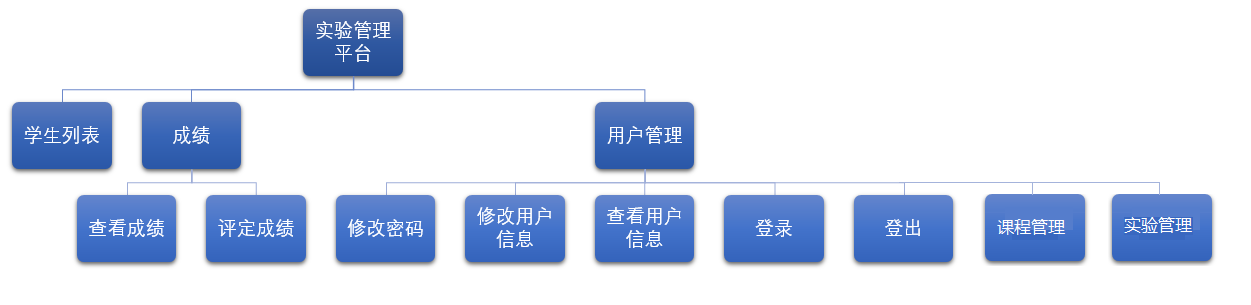 实验管理
平台
学生列表
成绩
用户管理
查看成绩
评定成绩
修改密码
修改用户
信息
查看用户
信息
登录
登出
课程管理
实验管理